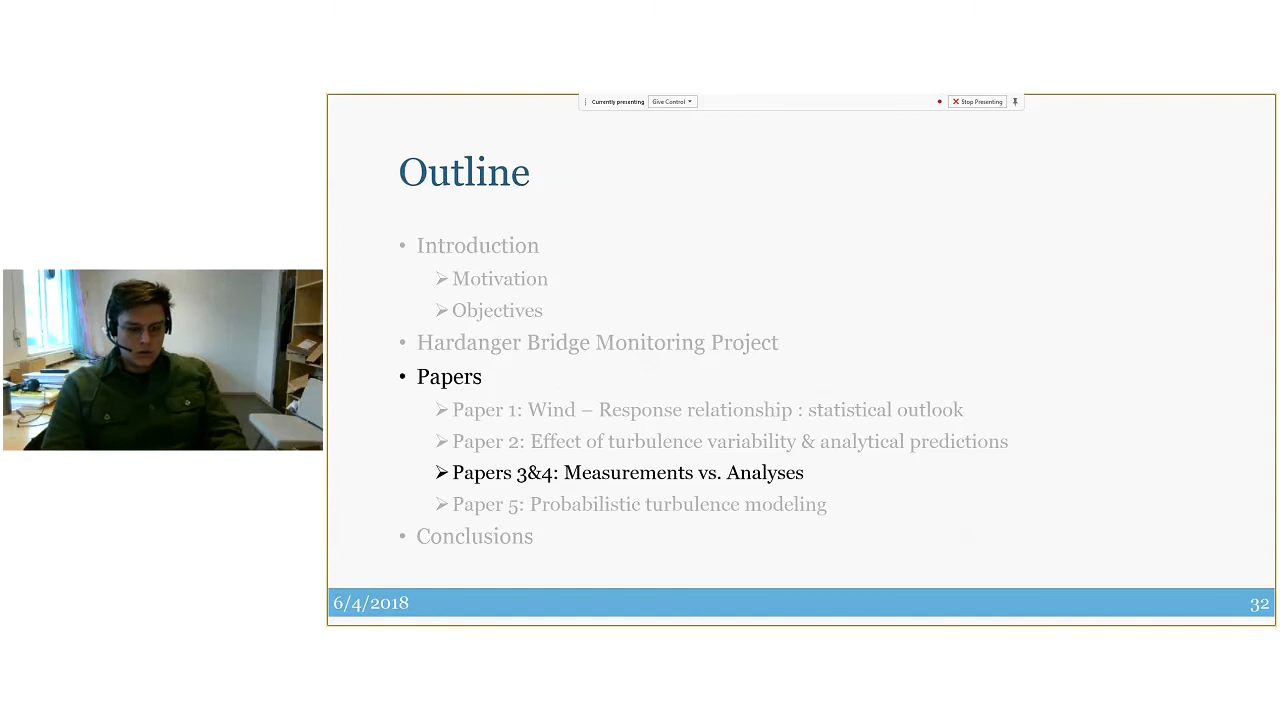 Currently presenting Give Control Stop Presenting
Outline
• Introduction
➢ Motivation
➢ Objectives
• Hardanger Bridge Monitoring Project
• Papers
➢ Paper 1: Wind – Response relationship : statistical outlook
➢ Paper 2: Effect of turbulence variability & analytical predictions
➢ Papers 3&4: Measurements vs. Analyses
➢ Paper 5: Probabilistic turbulence modeling
• Conclusions
6/4/2018 32